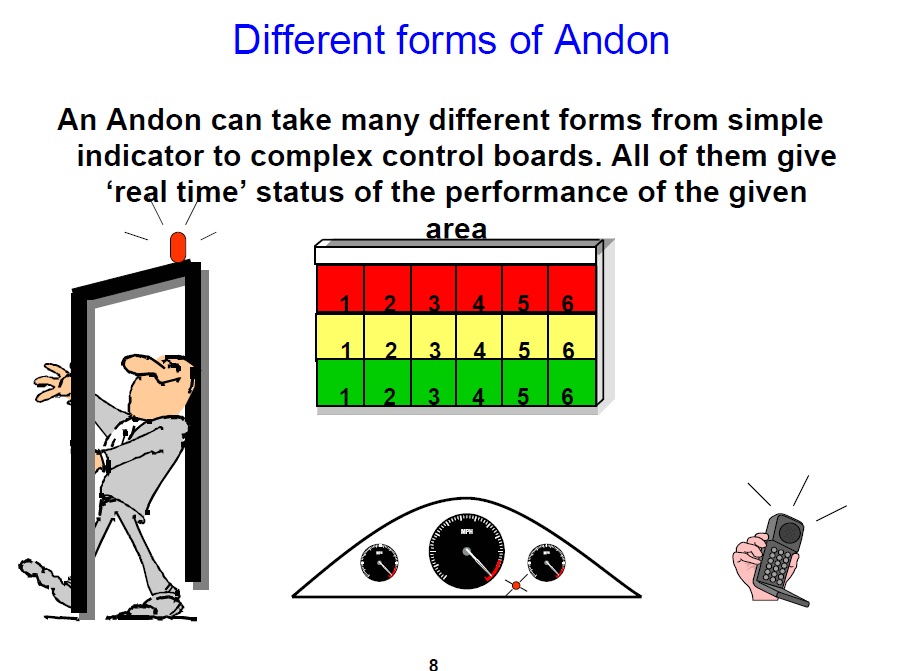 Different forms of Andon
An Andon can take many different forms from simple
indicator to complex control boards. All of them give
‘real time’ status of the performance of the given
area
1 2 3 4 5 6
1 2 3 4 5 6
1 2 3 4 5 6
MPH
8